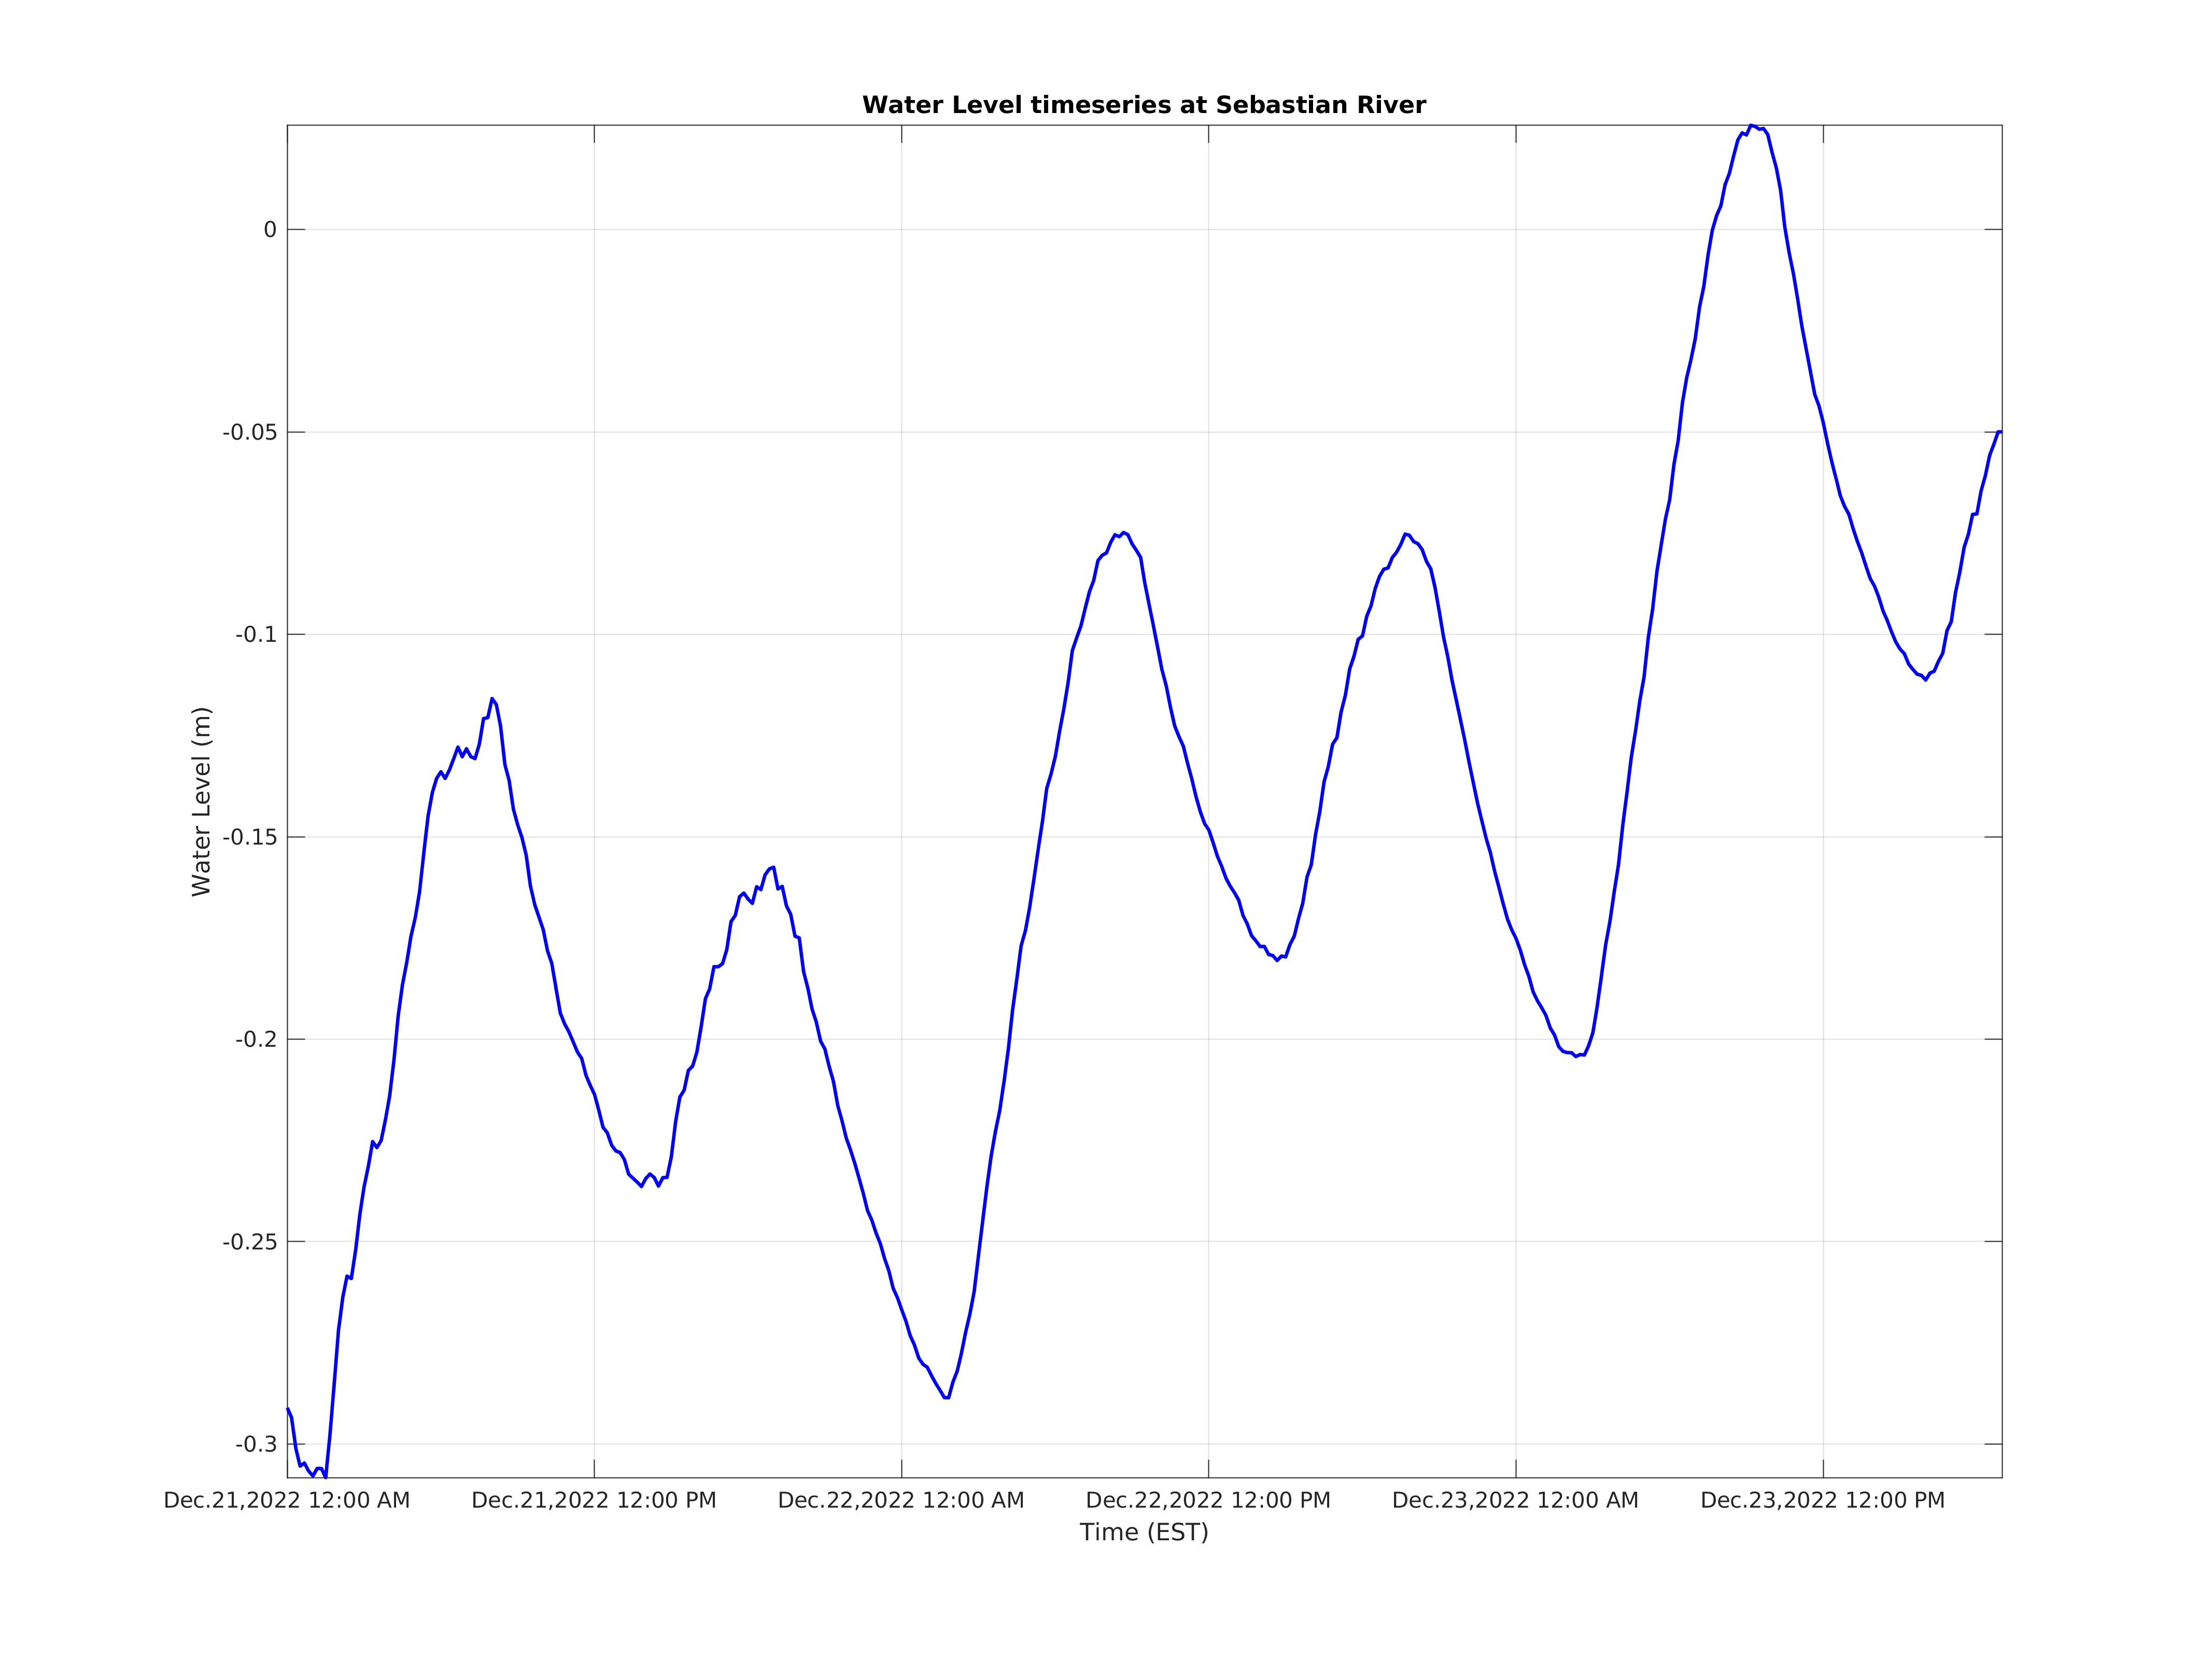 Water Level timeseries at Sebastian River
Water Level (m)
0
-0.05
-0.1
-0.15
-0.2
-0.25
-0.3
Dec.21,2022 12:00 AM
Dec.21,2022 12:00 PM
Dec.22,2022 12:00 AM
Dec.22,2022 12:00 PM
Dec.23,2022 12:00 AM
Dec.23,2022 12:00 PM
Time (EST)